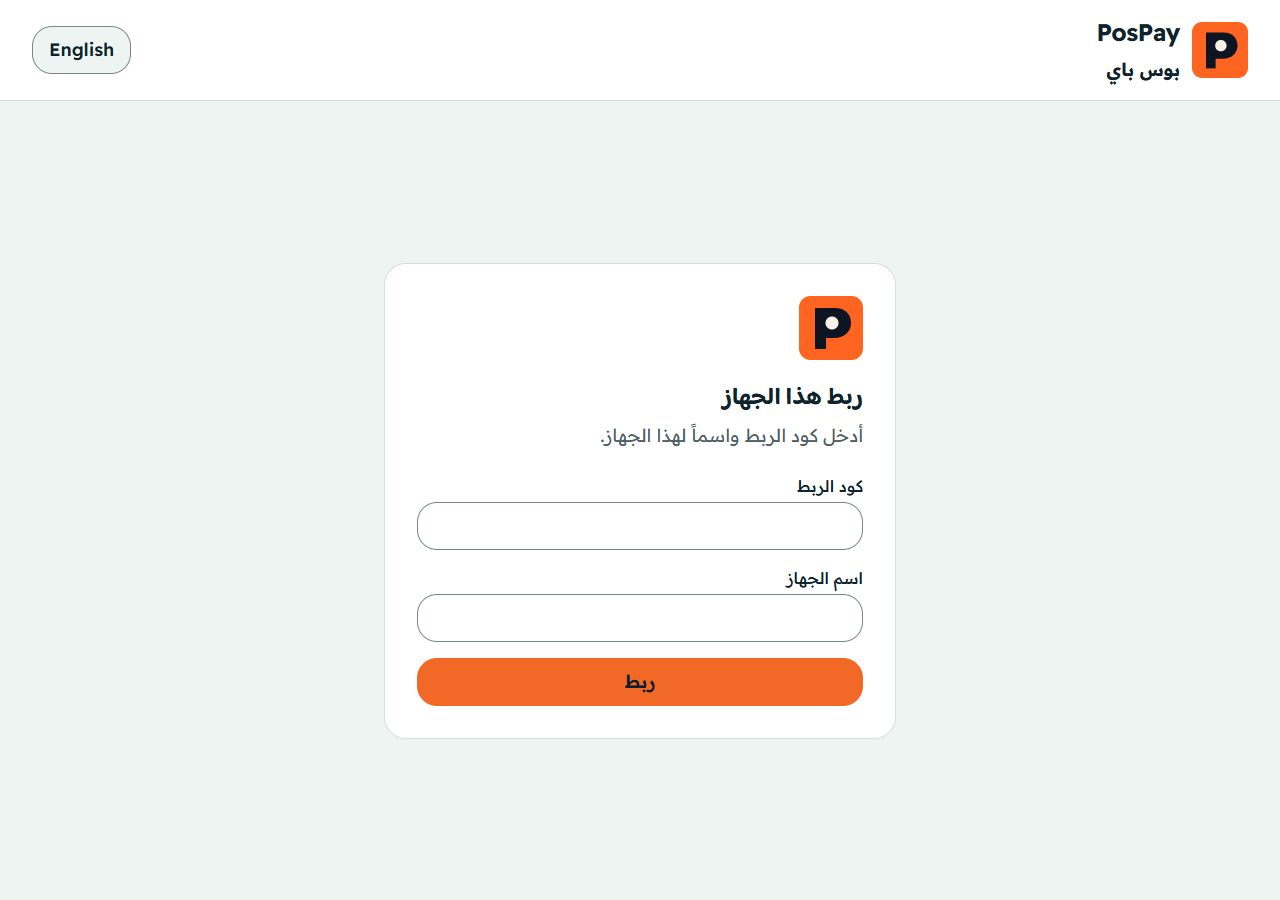 PosPay
بوس باي
English
ربط هذا الجهاز
أدخل كود الربط واسماً لهذا الجهاز.
كود الربط
اسم الجهاز
ربط